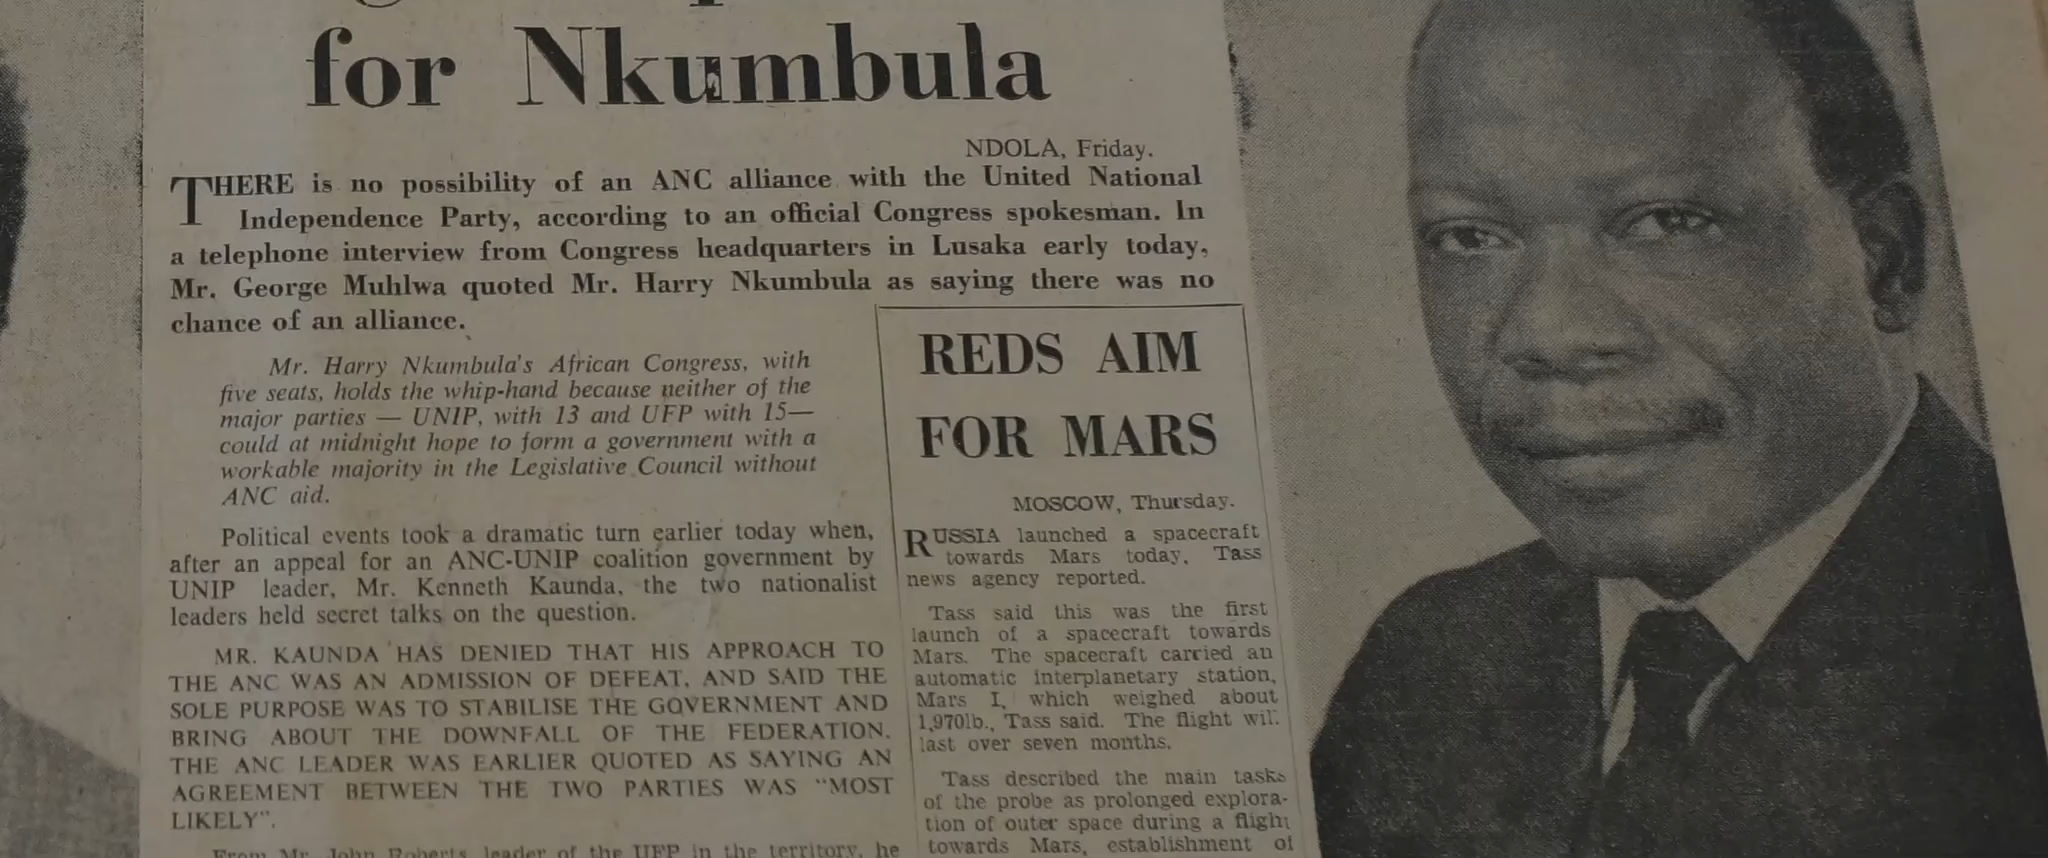 for Nkumbula
NDOLA, Friday.
THERE is no possibility of an ANC alliance with the United National
Independence Party, according to an official Congress spokesman. In
a telephone interview from Congress headquarters in Lusaka early today,
Mr. George Muhlwa quoted Mr. Harry Nkumbula as saying there was no
chance of an alliance.
Mr. Harry Nkumbula's African Congress, with
five seats, holds the whip-hand because neither of the
major parties — UNIP, with 13 and UFP with 15—
could at midnight hope to form a government with a
workable majority in the Legislative Council without
ANC aid.
Political events took a dramatic turn earlier today when,
after an appeal for an ANC-UNIP coalition government by
UNIP leader, Mr. Kenneth Kaunda, the two nationalist
leaders held secret talks on the question.
MR. KAUNDA HAS DENIED THAT HIS APPROACH TO
THE ANC WAS AN ADMISSION OF DEFEAT, AND SAID THE
SOLE PURPOSE WAS TO STABILISE THE GOVERNMENT AND
BRING ABOUT THE DOWNFALL OF THE FEDERATION.
THE ANC LEADER WAS EARLIER QUOTED AS SAYING AN
AGREEMENT BETWEEN THE TWO PARTIES WAS "MOST
LIKELY".
From Mr. John Roberts, leader of the UFP in the territory, he
REDS AIM
FOR MARS
MOSCOW, Thursday.
RUSSIA launched a spacecraft
towards Mars today, Tass
news agency reported.
Tass said this was the first
launch of a spacecraft towards
Mars. The spacecraft carried an
automatic interplanetary station,
Mars I, which weighed about
1,970lb., Tass said. The flight will
last over seven months.
Tass described the main tasks
of the probe as prolonged explora-
tion of outer space during a flight
towards Mars, establishment of